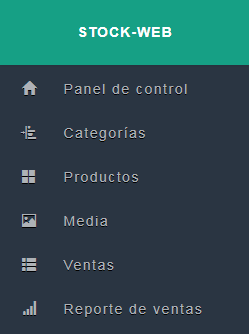 STOCK-WEB
Panel de control
Categorías
Productos
Media
Ventas
Reporte de ventas